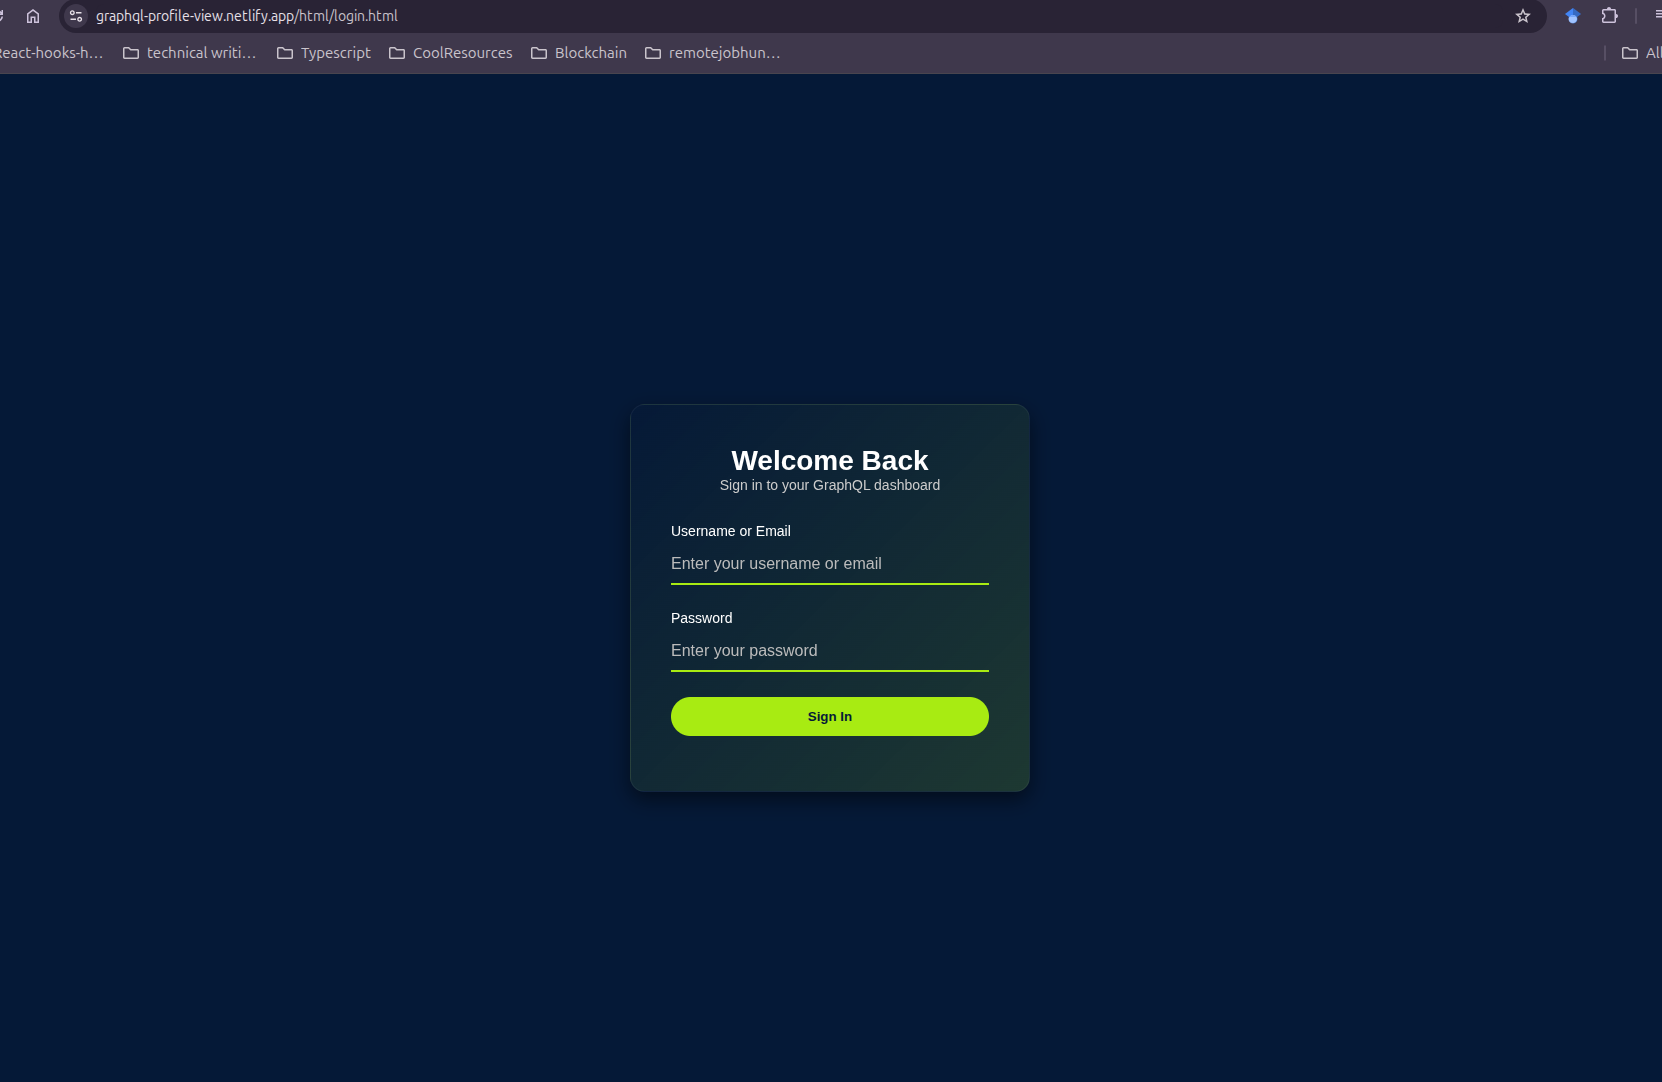 graphql-profile-view.netlify.app/html/login.html
React-hooks-h... technical writi... Typescript CoolResources Blockchain remotejobhun... All
Welcome Back
Sign in to your GraphQL dashboard
Username or Email
Enter your username or email
Password
Enter your password
Sign In